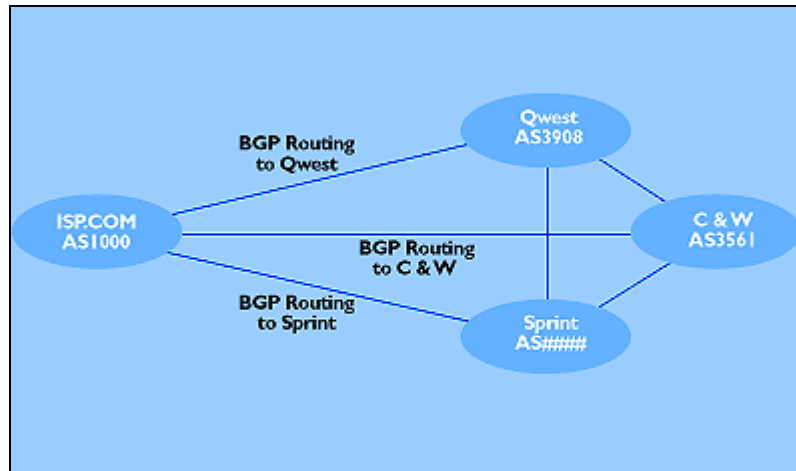 Qwest
AS3908
BGP Routing
to Qwest
ISP.COM
AS1000
C & W
AS3561
BGP Routing
to C & W
BGP Routing
to Sprint
Sprint
AS####